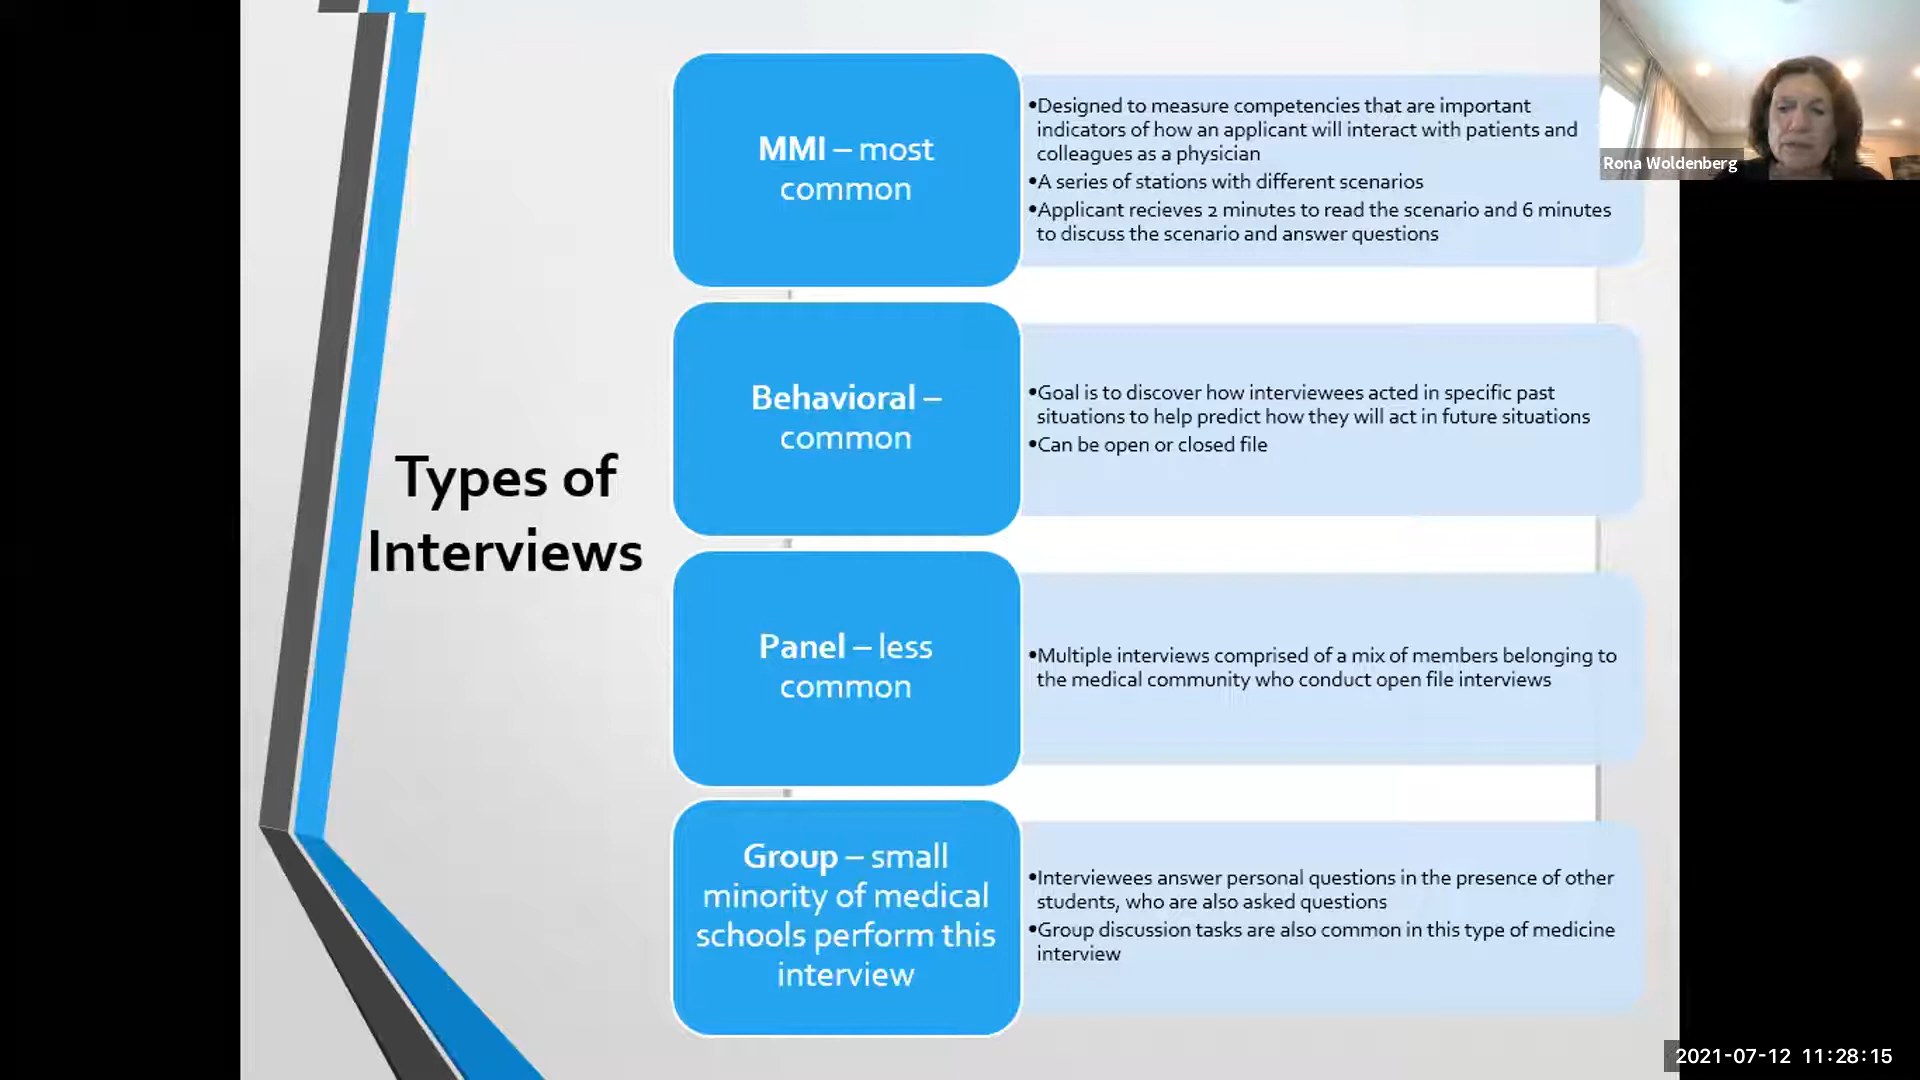 Types of
Interviews
MMI – most
common
•Designed to measure competencies that are important
indicators of how an applicant will interact with patients and
colleagues as a physician
•A series of stations with different scenarios
•Applicant recieves 2 minutes to read the scenario and 6 minutes
to discuss the scenario and answer questions
Behavioral –
common
•Goal is to discover how interviewees acted in specific past
situations to help predict how they will act in future situations
•Can be open or closed file
Panel – less
common
•Multiple interviews comprised of a mix of members belonging to
the medical community who conduct open file interviews
Group – small
minority of medical
schools perform this
interview
•Interviewees answer personal questions in the presence of other
students, who are also asked questions
•Group discussion tasks are also common in this type of medicine
interview
Rona Woldenberg
2021-07-12 11:28:15